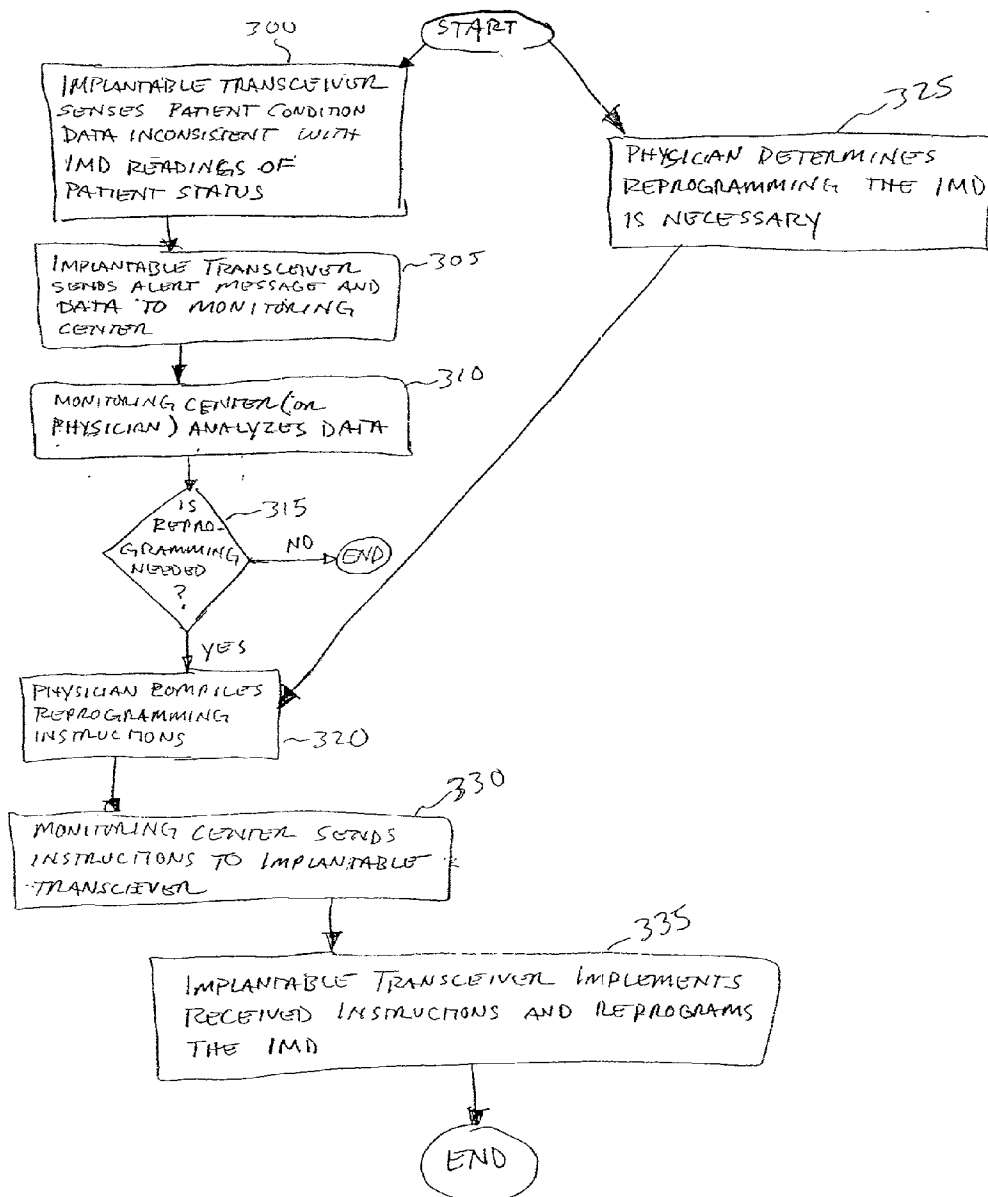 START
300
IMPLANTABLE TRANSCEIVER
SENSES PATIENT CONDITION
DATA INCONSISTENT WITH
IMD READINGS OF
PATIENT STATUS
325
PHYSICIAN DETERMINES
REPROGRAMMING THE IMD
IS NECESSARY
305
IMPLANTABLE TRANSCEIVER
SENDS ALERT MESSAGE AND
DATA TO MONITORING
CENTER
310
MONITORING CENTER (OR
PHYSICIAN) ANALYZES DATA
315
IS
REPRO-
GRAMMING
NEEDED
?
NO
END
YES
PHYSICIAN COMPILES
REPROGRAMMING
INSTRUCTIONS
320
330
MONITORING CENTER SENDS
INSTRUCTIONS TO IMPLANTABLE
TRANSCIEVER
335
IMPLANTABLE TRANSCEIVER IMPLEMENTS
RECEIVED INSTRUCTIONS AND REPROGRAMS
THE IMD
END